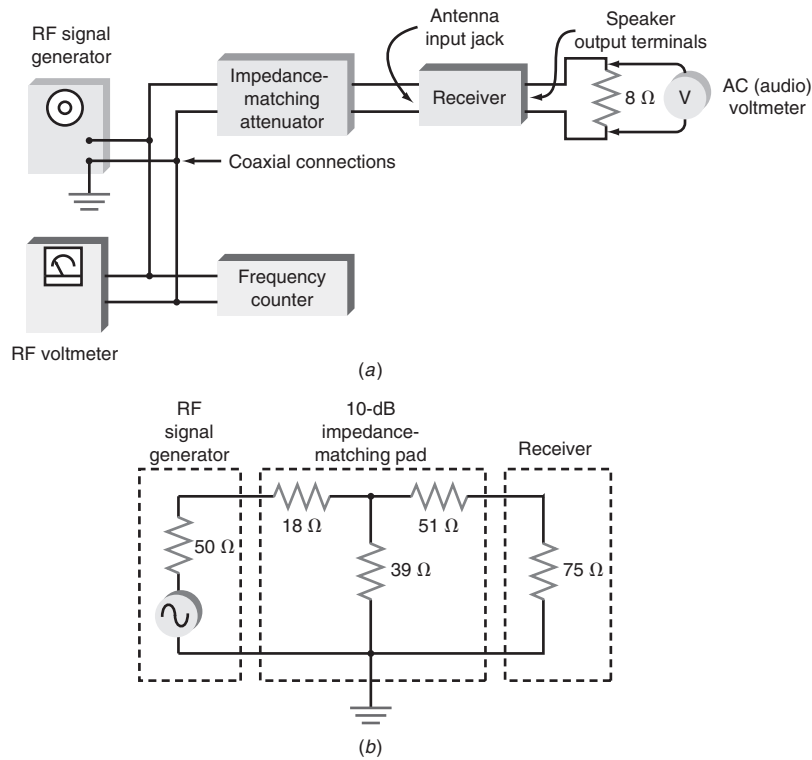 RF signal
generator
Antenna
input jack
Speaker
output terminals
Impedance-
matching
attenuator
Receiver
8 Ω
V
AC (audio)
voltmeter
Coaxial connections
Frequency
counter
RF voltmeter
(a)
RF
signal
generator
10-dB
impedance-
matching pad
Receiver
18 Ω
51 Ω
50 Ω
39 Ω
75 Ω
(b)